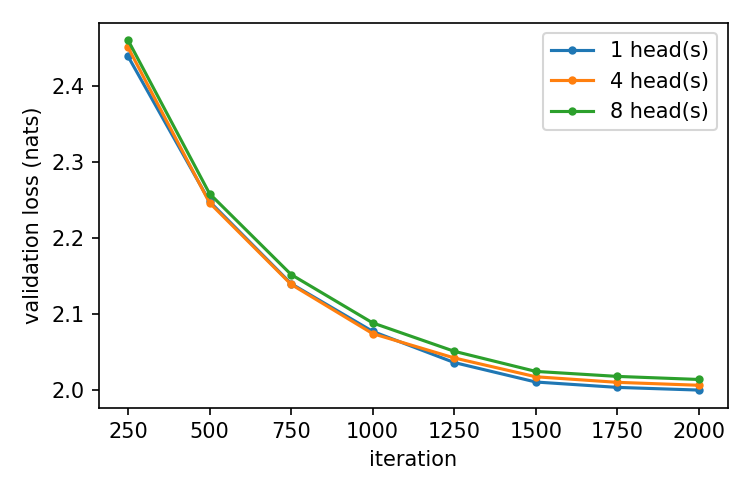 1 head(s)
4 head(s)
8 head(s)
validation loss (nats)
2.4
2.3
2.2
2.1
2.0
250 500 750 1000 1250 1500 1750 2000
iteration